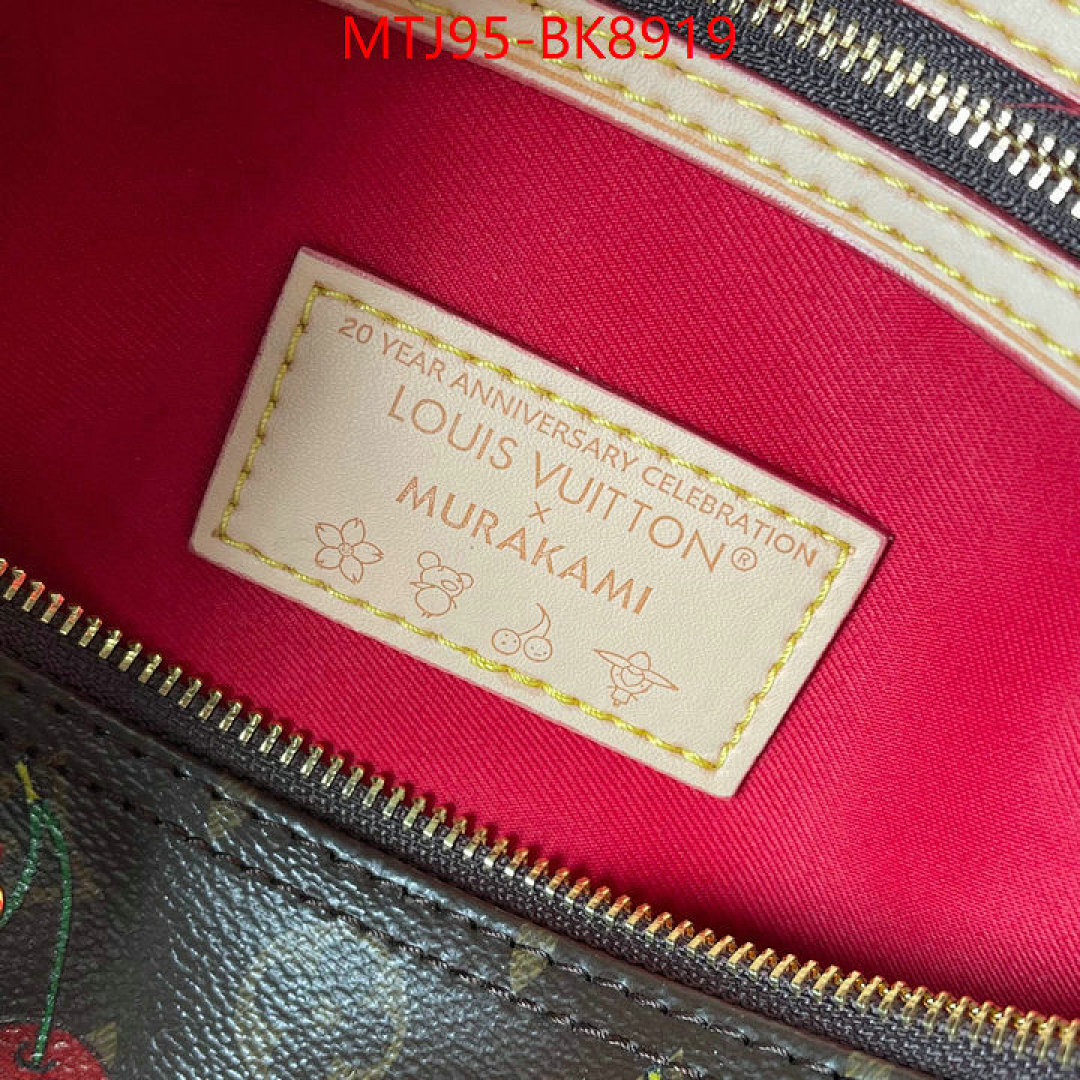 MTJ95-BK8919
20 YEAR ANNIVERSARY CELEBRATION
LOUIS VUITTON®
×
MURAKAMI